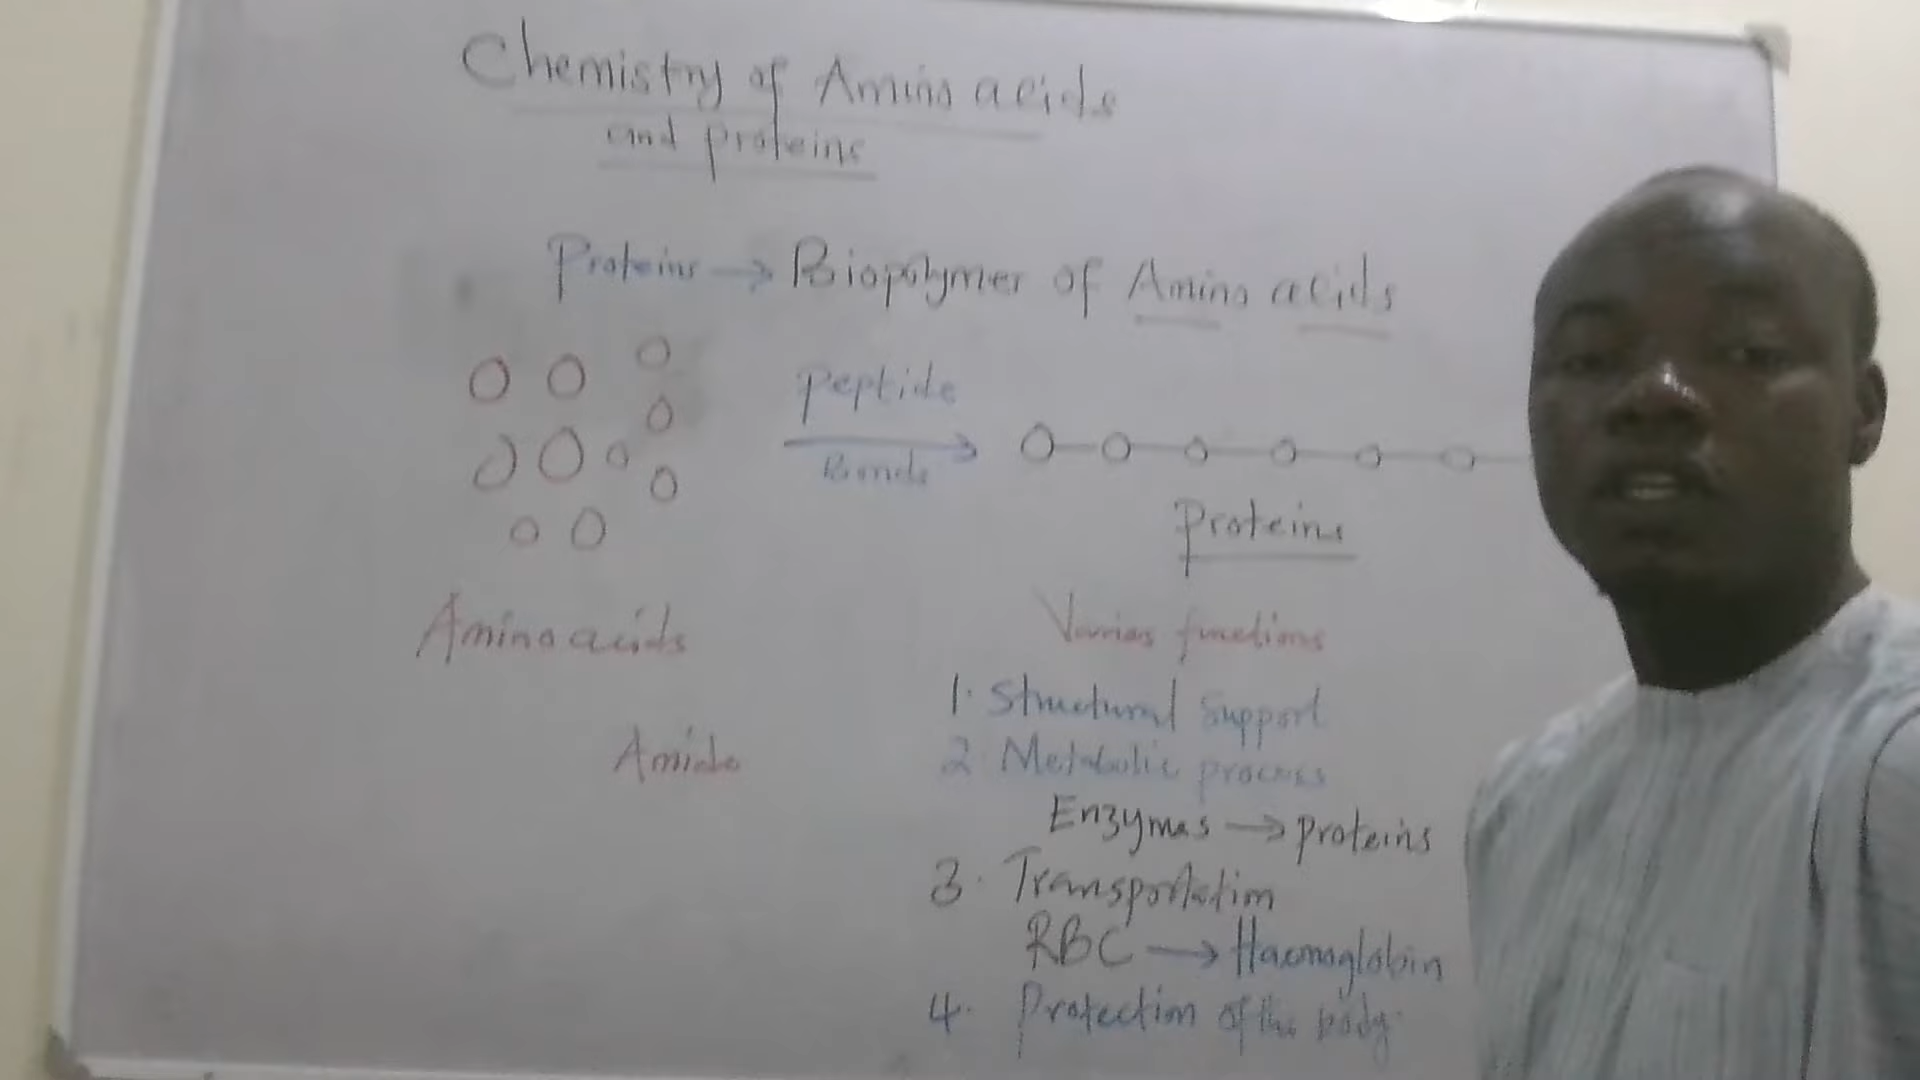 Chemistry of Amino acids
and proteins
Proteins → Biopolymer of Amino acids
Peptide
Bonds
Proteins
Amino acids
Various functions
1. Structural Support
Amide
2. Metabolic process
Enzymes → proteins
3. Transportation
RBC → Haemoglobin
4. Protection of the body